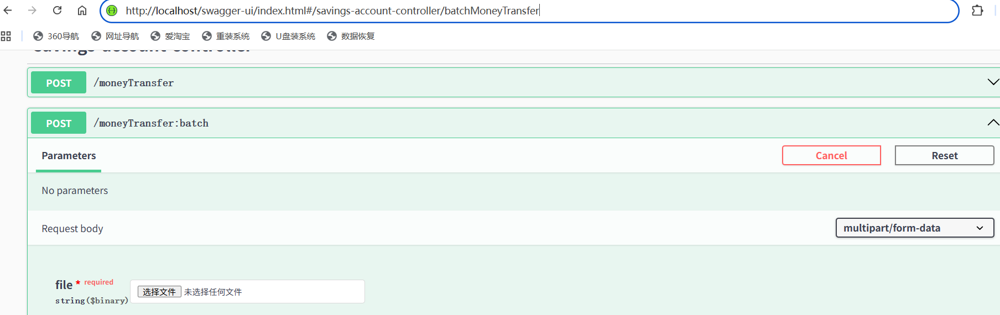 http://localhost/swagger-ui/index.html#/savings-account-controller/batchMoneyTransfer
360导航 网址导航 爱淘宝 重装系统 U盘装系统 数据恢复
savings-account-controller
POST /moneyTransfer
POST /moneyTransfer:batch
Parameters Cancel Reset
No parameters
Request body multipart/form-data
file * required
选择文件 未选择任何文件
string($binary)